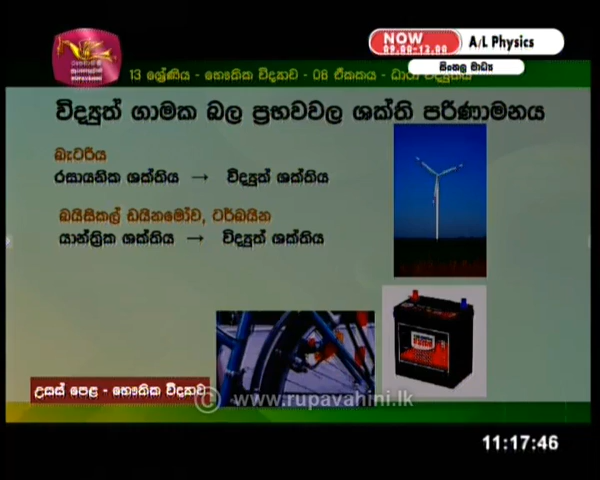 NOW
09.00-12.00
A/L Physics
සිංහල මාධ්‍ය
13 ශ්‍රේණිය - භෞතික විද්‍යාව - 08 ඒකකය - ධාරා විද්‍යුතය
විද්‍යුත් ගාමක බල ප්‍රභවවල ශක්ති පරිණාමනය
බැටරිය
රසායනික ශක්තිය → විද්‍යුත් ශක්තිය
බයිසිකල් ඩයිනමෝව, ටර්බයින
යාන්ත්‍රික ශක්තිය → විද්‍යුත් ශක්තිය
උසස් පෙළ - භෞතික විද්‍යාව
© www.rupavahini.lk
11:17:46